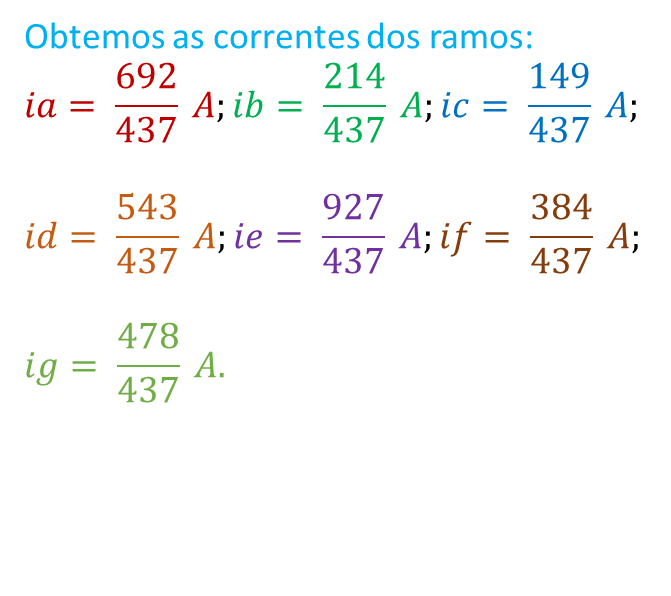 Obtemos as correntes dos ramos:
ia = 692/437 A; ib = 214/437 A; ic = 149/437 A;
id = 543/437 A; ie = 927/437 A; if = 384/437 A;
ig = 478/437 A.